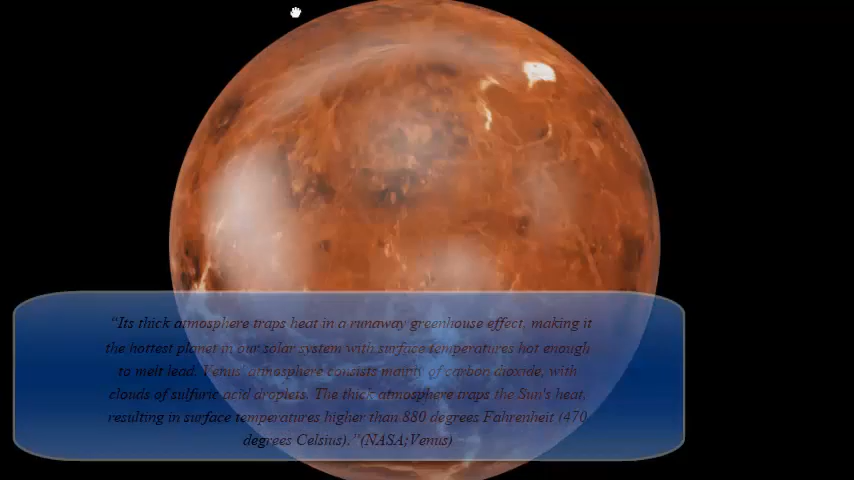 “Its thick atmosphere traps heat in a runaway greenhouse effect, making it
the hottest planet in our solar system with surface temperatures hot enough
to melt lead. Venus' atmosphere consists mainly of carbon dioxide, with
clouds of sulfuric acid droplets. The thick atmosphere traps the Sun's heat,
resulting in surface temperatures higher than 880 degrees Fahrenheit (470
degrees Celsius).”(NASA;Venus)